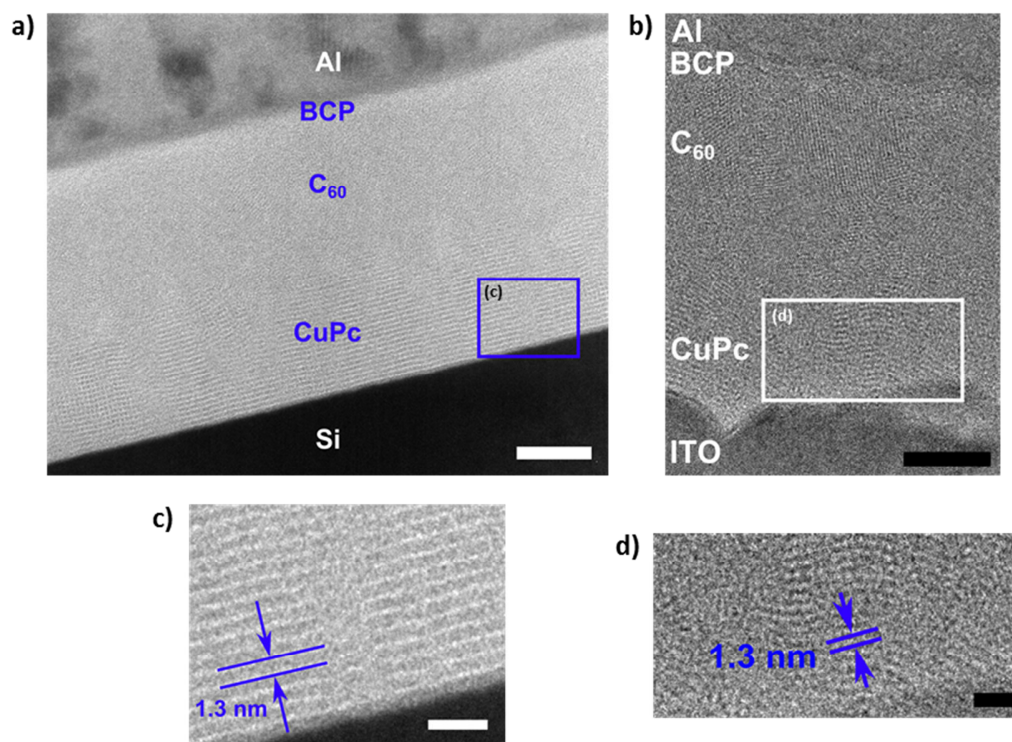 a)
Al
BCP
C₆₀
(c)
CuPc
Si
b)
Al
BCP
C₆₀
(d)
CuPc
ITO
c)
1.3 nm
d)
1.3 nm